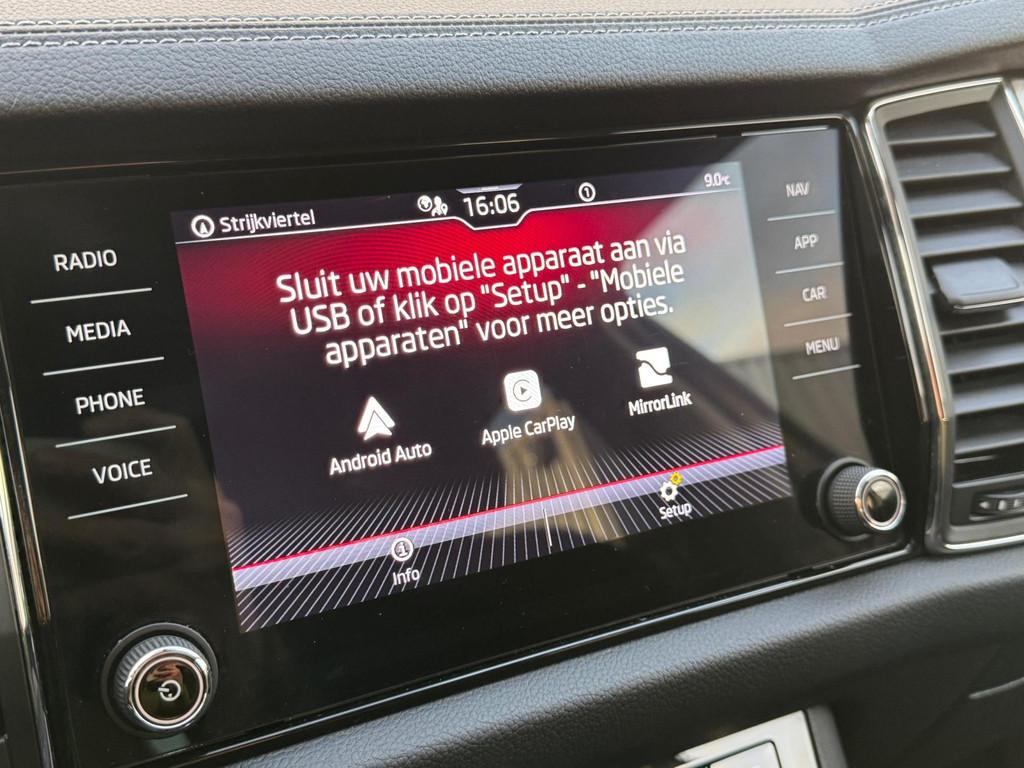 RADIO
MEDIA
PHONE
VOICE
Strijkviertel
16:06
1
9.0°C
Sluit uw mobiele apparaat aan via
USB of klik op "Setup" - "Mobiele
apparaten" voor meer opties.
Android Auto
Apple CarPlay
MirrorLink
Info
Setup
NAV
APP
CAR
MENU